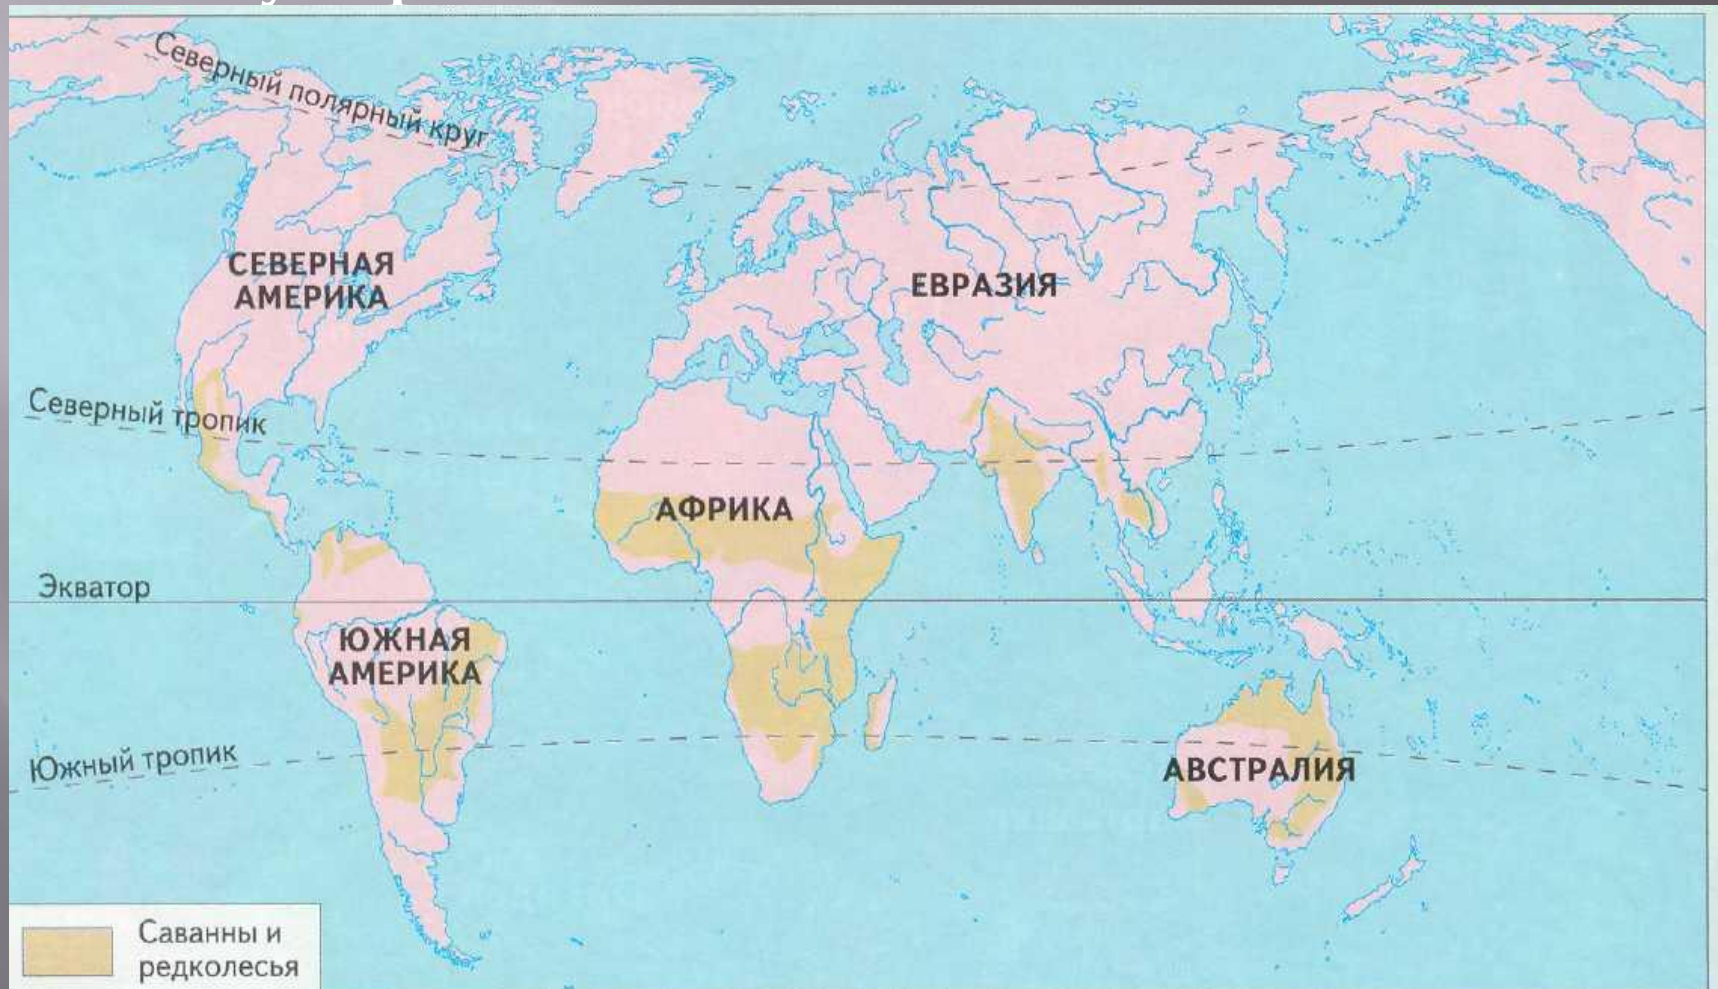 Северный полярный круг
СЕВЕРНАЯ
АМЕРИКА
ЕВРАЗИЯ
Северный тропик
АФРИКА
Экватор
ЮЖНАЯ
АМЕРИКА
Южный тропик
АВСТРАЛИЯ
Саванны и
редколесья